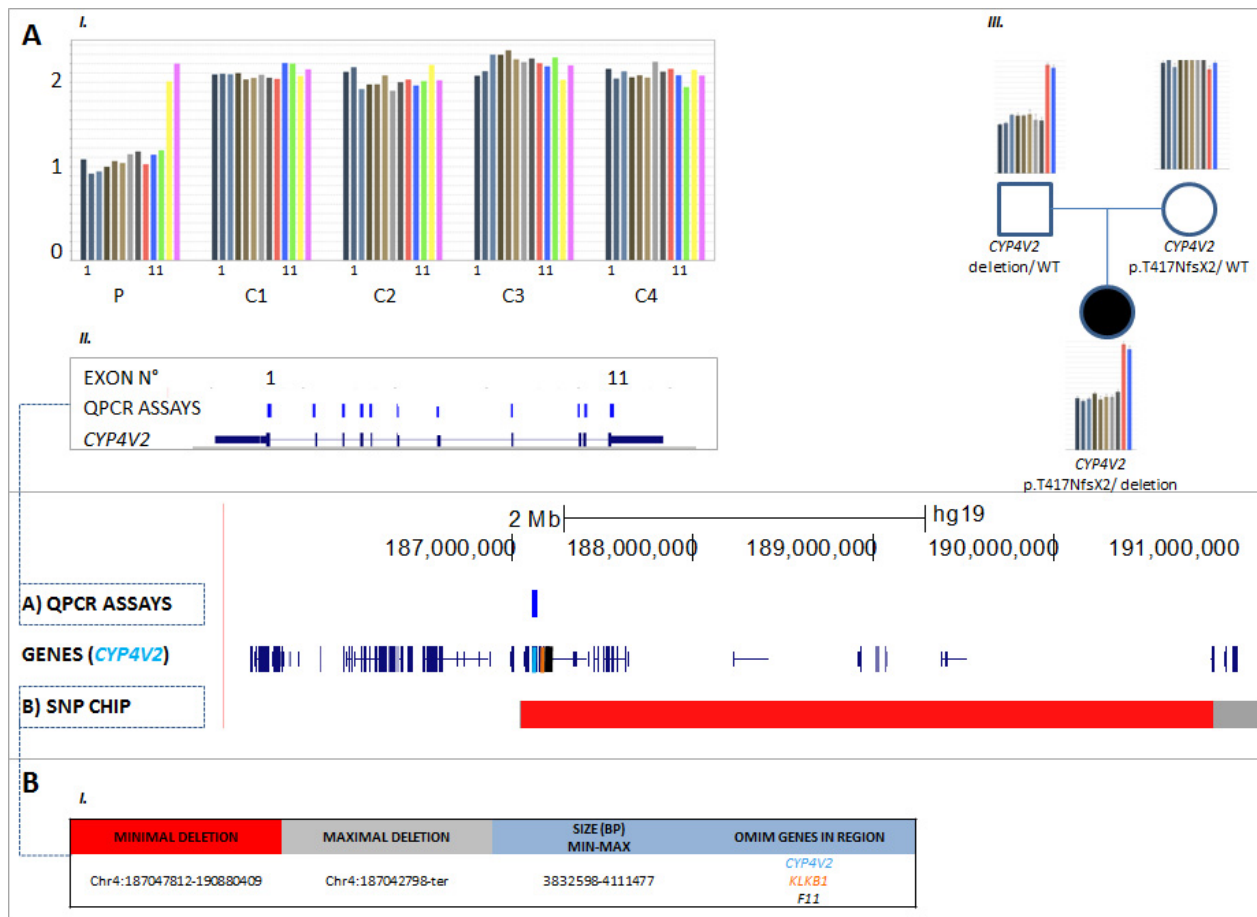 A
I.
2
1
0
1 11
1 11
1 11
1 11
1 11
P C1 C2 C3 C4
II.
EXON N° 1 11
QPCR ASSAYS
CYP4V2
III.
CYP4V2
deletion/ WT
CYP4V2
p.T417NfsX2/ WT
CYP4V2
p.T417NsX2/ deletion
2 Mb hg19
187,000,000 188,000,000 189,000,000 190,000,000 191,000,000
A) QPCR ASSAYS
GENES (CYP4V2)
B) SNP CHIP
B
I.
MINIMAL DELETION
MAXIMAL DELETION
SIZE (BP)
MIN-MAX
OMIM GENES IN REGION
Chr4:187047812-190880409
Chr4:187042798-ter
3832598-4111477
CYP4V2
KLKB1
F11